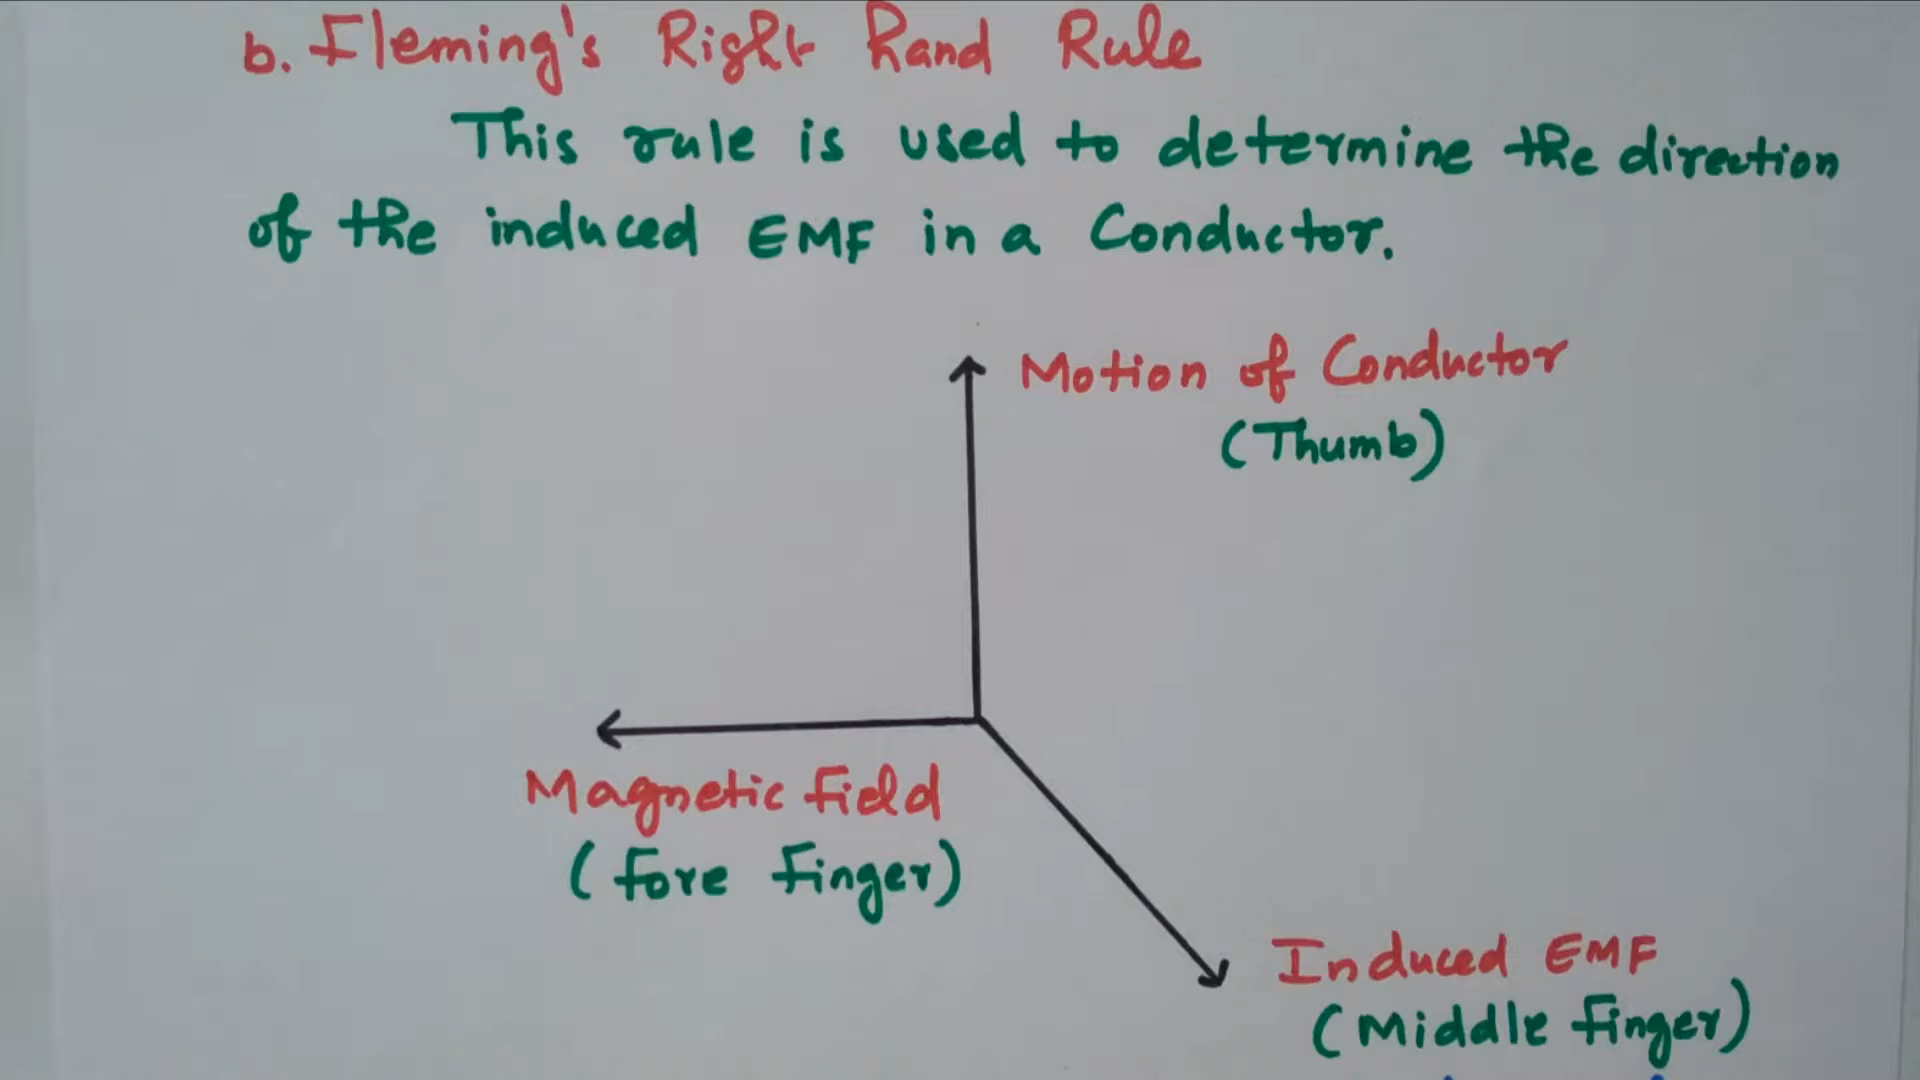 b. Fleming's Right hand Rule
This rule is used to determine the direction
of the induced EMF in a Conductor.
Motion of Conductor
(Thumb)
Magnetic field
(fore finger)
Induced EMF
(Middle finger)